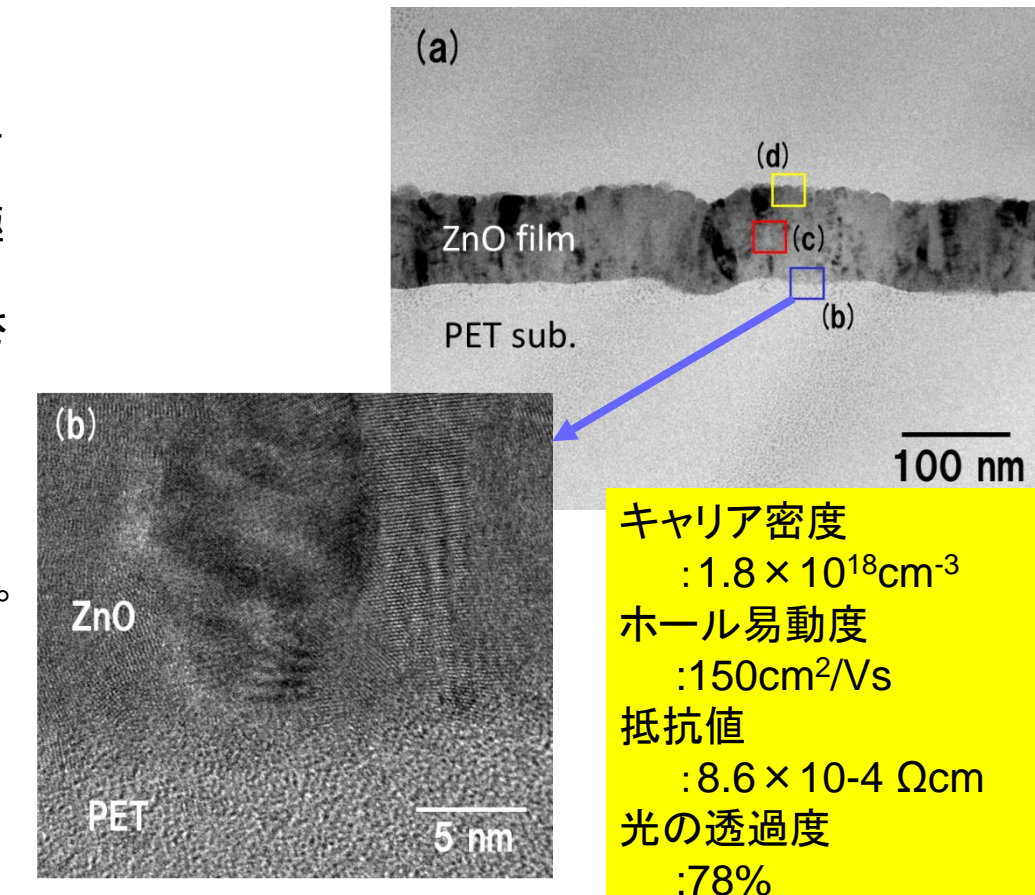 (a)
(d)
ZnO film
(c)
(b)
PET sub.
100 nm
(b)
ZnO
PET
5 nm
。
キャリア密度
:1.8×10¹⁸cm⁻³
ホール易動度
:150cm²/Vs
抵抗値
:8.6×10-4 Ωcm
光の透過度
:78%